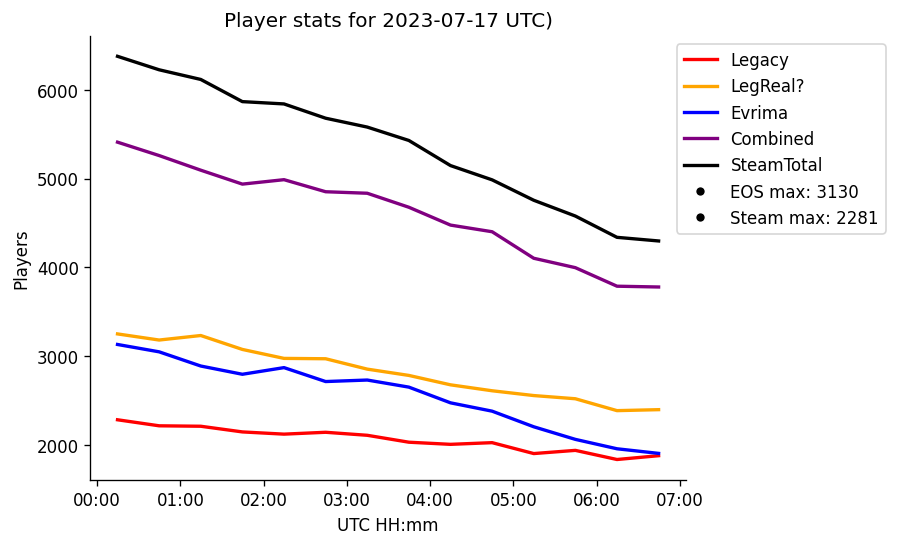 Player stats for 2023-07-17 UTC)
Legacy
LegReal?
Evrima
Combined
SteamTotal
EOS max: 3130
Steam max: 2281
Players
6000
5000
4000
3000
2000
00:00 01:00 02:00 03:00 04:00 05:00 06:00 07:00
UTC HH:mm